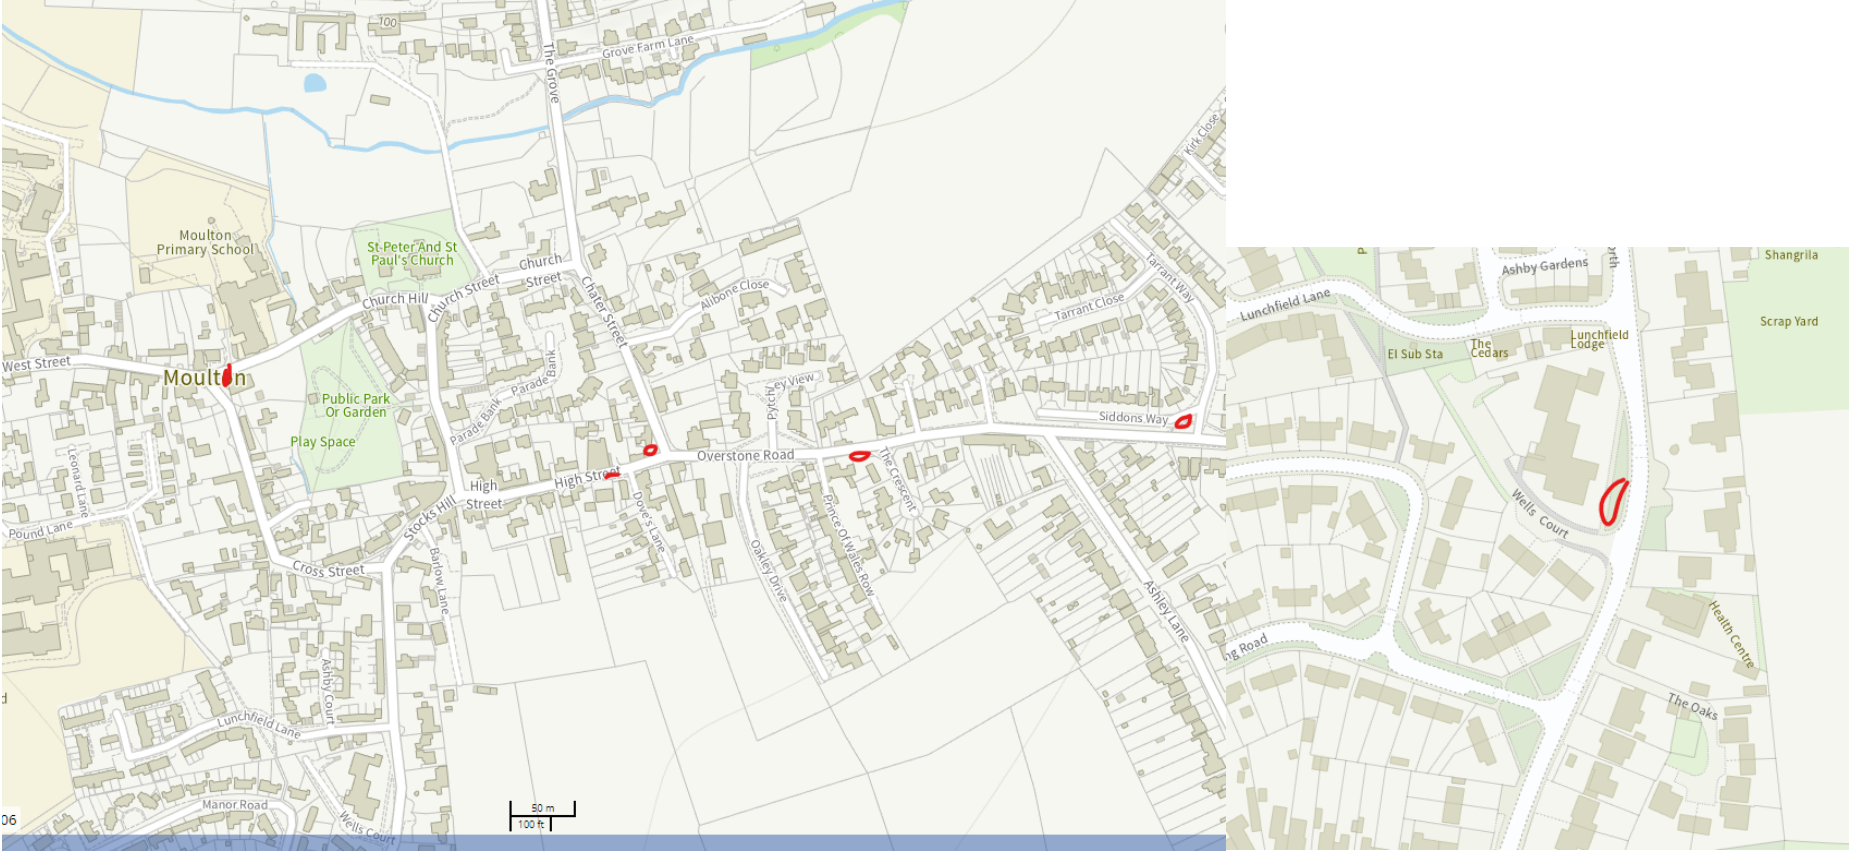 100
Grove Farm Lane
The Grove
Kirk Close
Moulton
Primary School
St Peter And St
Paul's Church
Church
Street
Church Street
Church Hill
Chater Street
Alibone Close
Tarrant Way
Tarrant Close
West Street
Moulton
Public Park
Or Garden
Play Space
Parade Bank
Parade Bank
Pytchley View
Siddons Way
Overstone Road
The Crescent
High Street
High
Street
Leonard Lane
Pound Lane
Stocks Hill
Dove's Lane
Prince Of Wales Row
Oakley Drive
Cross Street
Barlow Lane
Ashley Lane
Ashby Court
Lunchfield Lane
Manor Road
Wells Court
06
d
50 m
100 ft
P
orth
Shangrila
Ashby Gardens
Lunchfield Lane
Scrap Yard
El Sub Sta
The
Cedars
Lunchfield
Lodge
Wells Court
Health Centre
ng Road
The Oaks